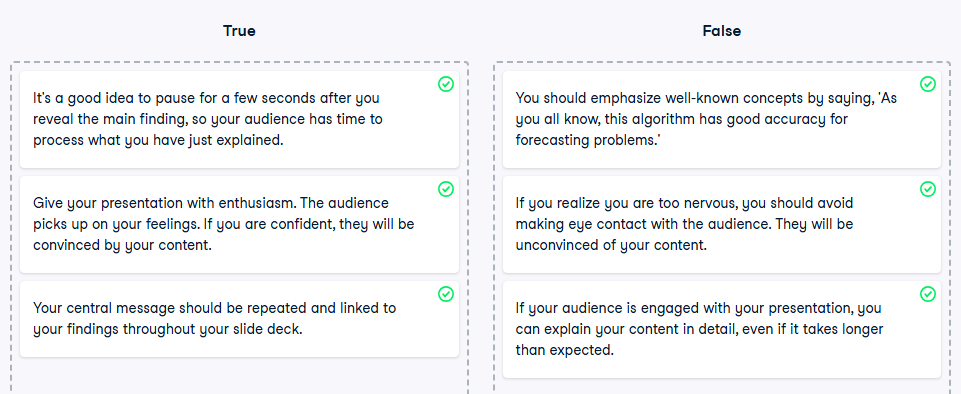 True
It's a good idea to pause for a few seconds after you
reveal the main finding, so your audience has time to
process what you have just explained.
Give your presentation with enthusiasm. The audience
picks up on your feelings. If you are confident, they will be
convinced by your content.
Your central message should be repeated and linked to
your findings throughout your slide deck.
False
You should emphasize well-known concepts by saying, 'As
you all know, this algorithm has good accuracy for
forecasting problems.'
If you realize you are too nervous, you should avoid
making eye contact with the audience. They will be
unconvinced of your content.
If your audience is engaged with your presentation, you
can explain your content in detail, even if it takes longer
than expected.